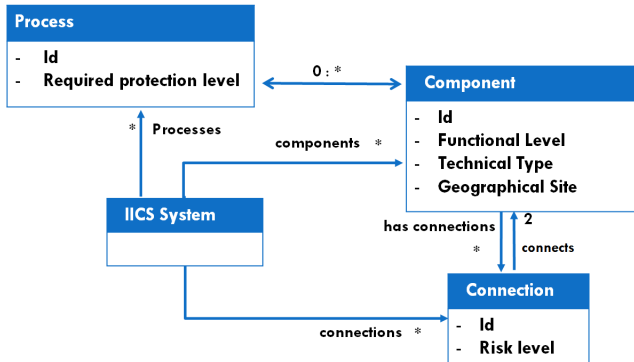 Process
- Id
- Required protection level
0 : *
Component
- Id
- Functional Level
- Technical Type
- Geographical Site
* Processes
components *
IICS System
has connections
*
2
connects
Connection
- Id
- Risk level
connections *